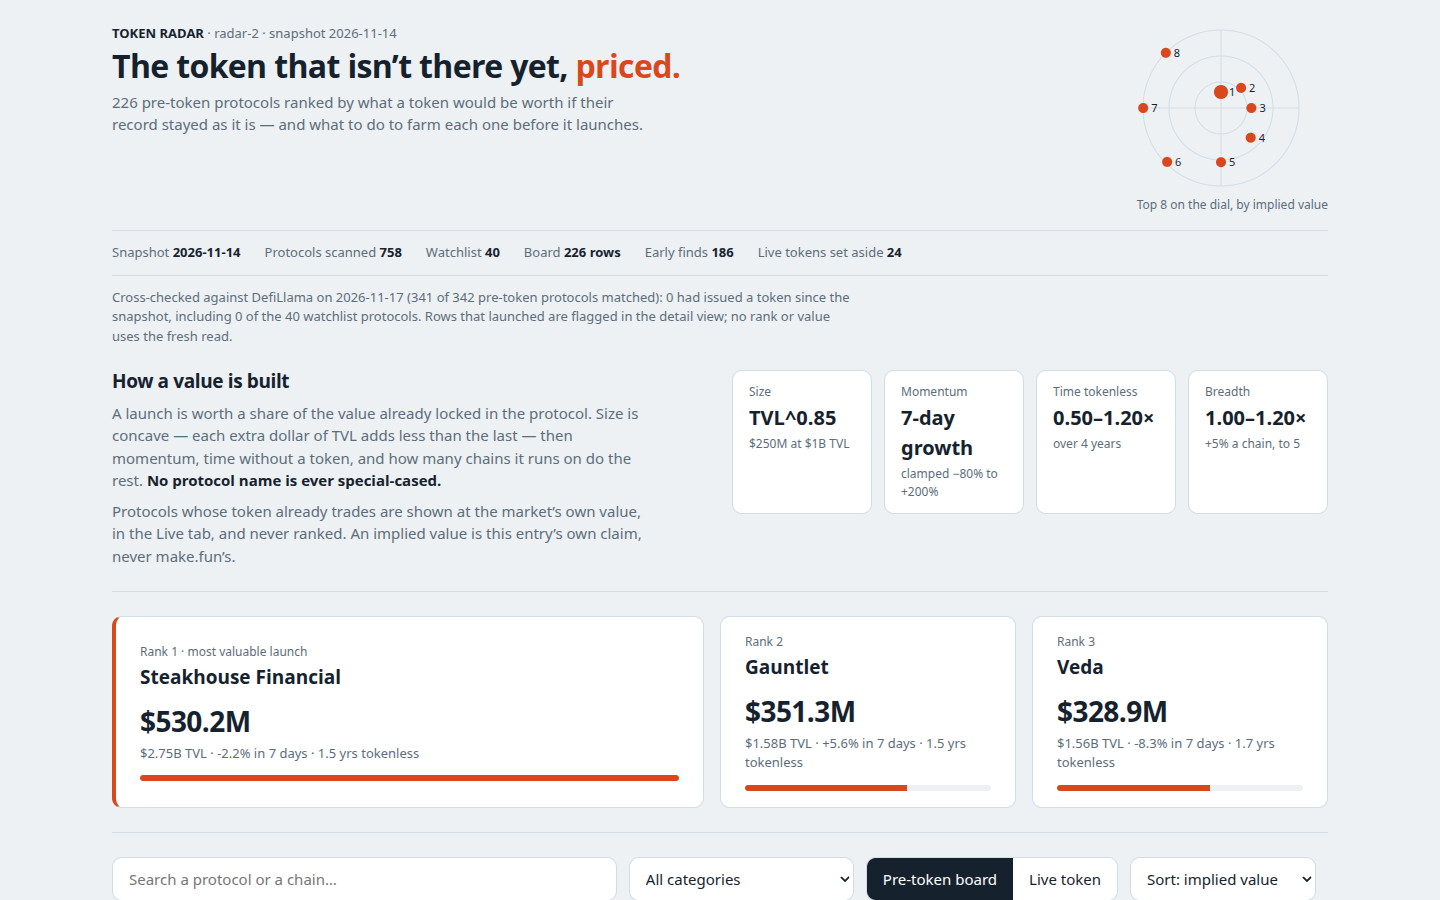 TOKEN RADAR · radar-2 · snapshot 2026-11-14
The token that isn’t there yet, priced.
226 pre-token protocols ranked by what a token would be worth if their
record stayed as it is — and what to do to farm each one before it launches.
8
1
2
7
3
4
6
5
Top 8 on the dial, by implied value
Snapshot 2026-11-14 Protocols scanned 758 Watchlist 40 Board 226 rows Early finds 186 Live tokens set aside 24
Cross-checked against DefiLlama on 2026-11-17 (341 of 342 pre-token protocols matched): 0 had issued a token since the
snapshot, including 0 of the 40 watchlist protocols. Rows that launched are flagged in the detail view; no rank or value
uses the fresh read.
How a value is built
A launch is worth a share of the value already locked in the protocol. Size is
concave — each extra dollar of TVL adds less than the last — then
momentum, time without a token, and how many chains it runs on do the
rest. No protocol name is ever special-cased.
Protocols whose token already trades are shown at the market’s own value,
in the Live tab, and never ranked. An implied value is this entry’s own claim,
never make.fun’s.
Size
TVL^0.85
$250M at $1B TVL
Momentum
7-day
growth
clamped −80% to
+200%
Time tokenless
0.50–1.20×
over 4 years
Breadth
1.00–1.20×
+5% a chain, to 5
Rank 1 · most valuable launch
Steakhouse Financial
$530.2M
$2.75B TVL · -2.2% in 7 days · 1.5 yrs tokenless
Rank 2
Gauntlet
$351.3M
$1.58B TVL · +5.6% in 7 days · 1.5 yrs
tokenless
Rank 3
Veda
$328.9M
$1.56B TVL · -8.3% in 7 days · 1.7 yrs
tokenless
Search a protocol or a chain…
All categories
Pre-token board
Live token
Sort: implied value